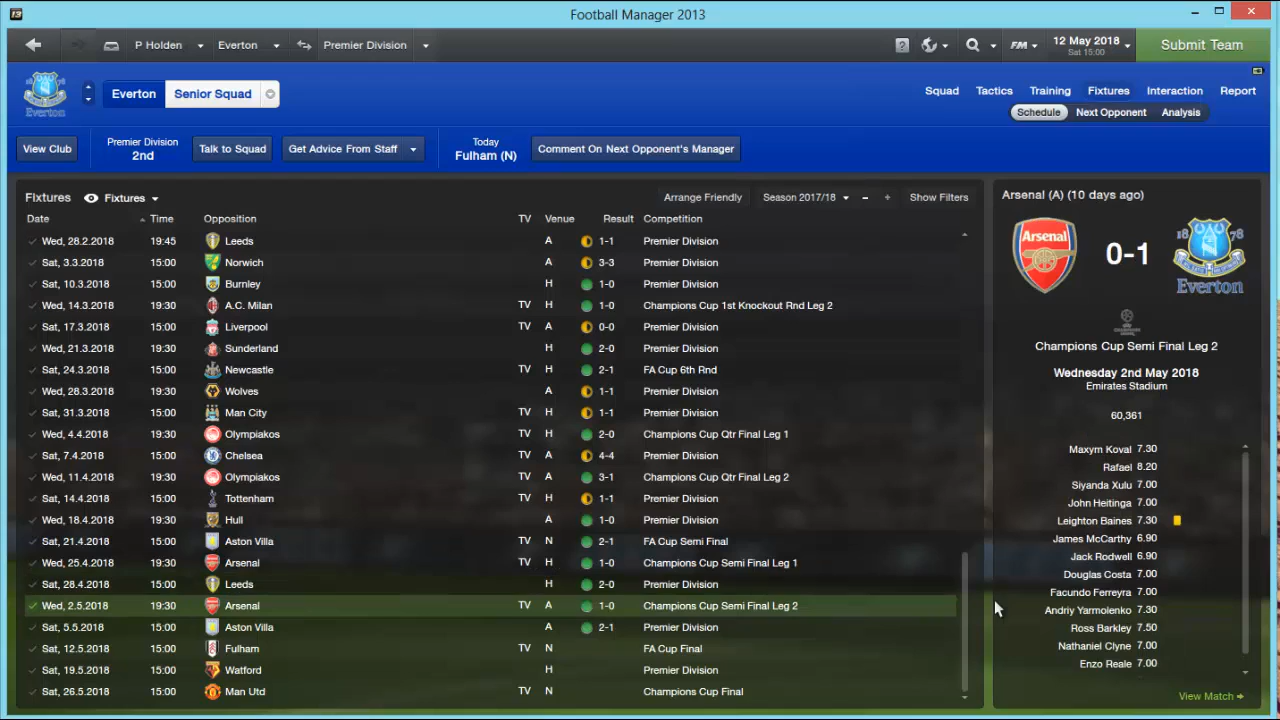 13 Football Manager 2013
P Holden Everton Premier Division ? FM 12 May 2018 Sat 15:00 Submit Team
1878 Everton
Everton Senior Squad
Squad Tactics Training Fixtures Interaction Report
Schedule Next Opponent Analysis
View Club Premier Division 2nd Talk to Squad Get Advice From Staff Today Fulham (N) Comment On Next Opponent's Manager
Fixtures Fixtures Arrange Friendly Season 2017/18 - + Show Filters
Date Time Opposition TV Venue Result Competition
Wed, 28.2.2018 19:45 Leeds A 1-1 Premier Division
Sat, 3.3.2018 15:00 Norwich A 3-3 Premier Division
Sat, 10.3.2018 15:00 Burnley H 1-0 Premier Division
Wed, 14.3.2018 19:30 A.C. Milan TV H 1-0 Champions Cup 1st Knockout Rnd Leg 2
Sat, 17.3.2018 15:00 Liverpool TV A 0-0 Premier Division
Wed, 21.3.2018 19:30 Sunderland H 2-0 Premier Division
Sat, 24.3.2018 15:00 Newcastle TV H 2-1 FA Cup 6th Rnd
Wed, 28.3.2018 19:30 Wolves A 1-1 Premier Division
Sat, 31.3.2018 15:00 Man City TV H 1-1 Premier Division
Wed, 4.4.2018 19:30 Olympiakos TV H 2-0 Champions Cup Qtr Final Leg 1
Sat, 7.4.2018 15:00 Chelsea TV A 4-4 Premier Division
Wed, 11.4.2018 19:30 Olympiakos TV A 3-1 Champions Cup Qtr Final Leg 2
Sat, 14.4.2018 15:00 Tottenham TV H 1-1 Premier Division
Wed, 18.4.2018 19:30 Hull A 1-0 Premier Division
Sat, 21.4.2018 15:00 Aston Villa TV N 2-1 FA Cup Semi Final
Wed, 25.4.2018 19:30 Arsenal TV H 1-0 Champions Cup Semi Final Leg 1
Sat, 28.4.2018 15:00 Leeds H 2-0 Premier Division
Wed, 2.5.2018 19:30 Arsenal TV A 1-0 Champions Cup Semi Final Leg 2
Sat, 5.5.2018 15:00 Aston Villa A 2-1 Premier Division
Sat, 12.5.2018 15:00 Fulham TV N FA Cup Final
Sat, 19.5.2018 15:00 Watford H Premier Division
Sat, 26.5.2018 15:00 Man Utd TV N Champions Cup Final
Arsenal (A) (10 days ago)
Arsenal 0-1 18 78 Everton
Champions Cup Semi Final Leg 2
Wednesday 2nd May 2018
Emirates Stadium
60,361
Maxym Koval 7.30
Rafael 8.20
Siyanda Xulu 7.00
John Heitinga 7.00
Leighton Baines 7.30
James McCarthy 6.90
Jack Rodwell 6.90
Douglas Costa 7.00
Facundo Ferreyra 7.00
Andriy Yarmolenko 7.30
Ross Barkley 7.50
Nathaniel Clyne 7.00
Enzo Reale 7.00
View Match